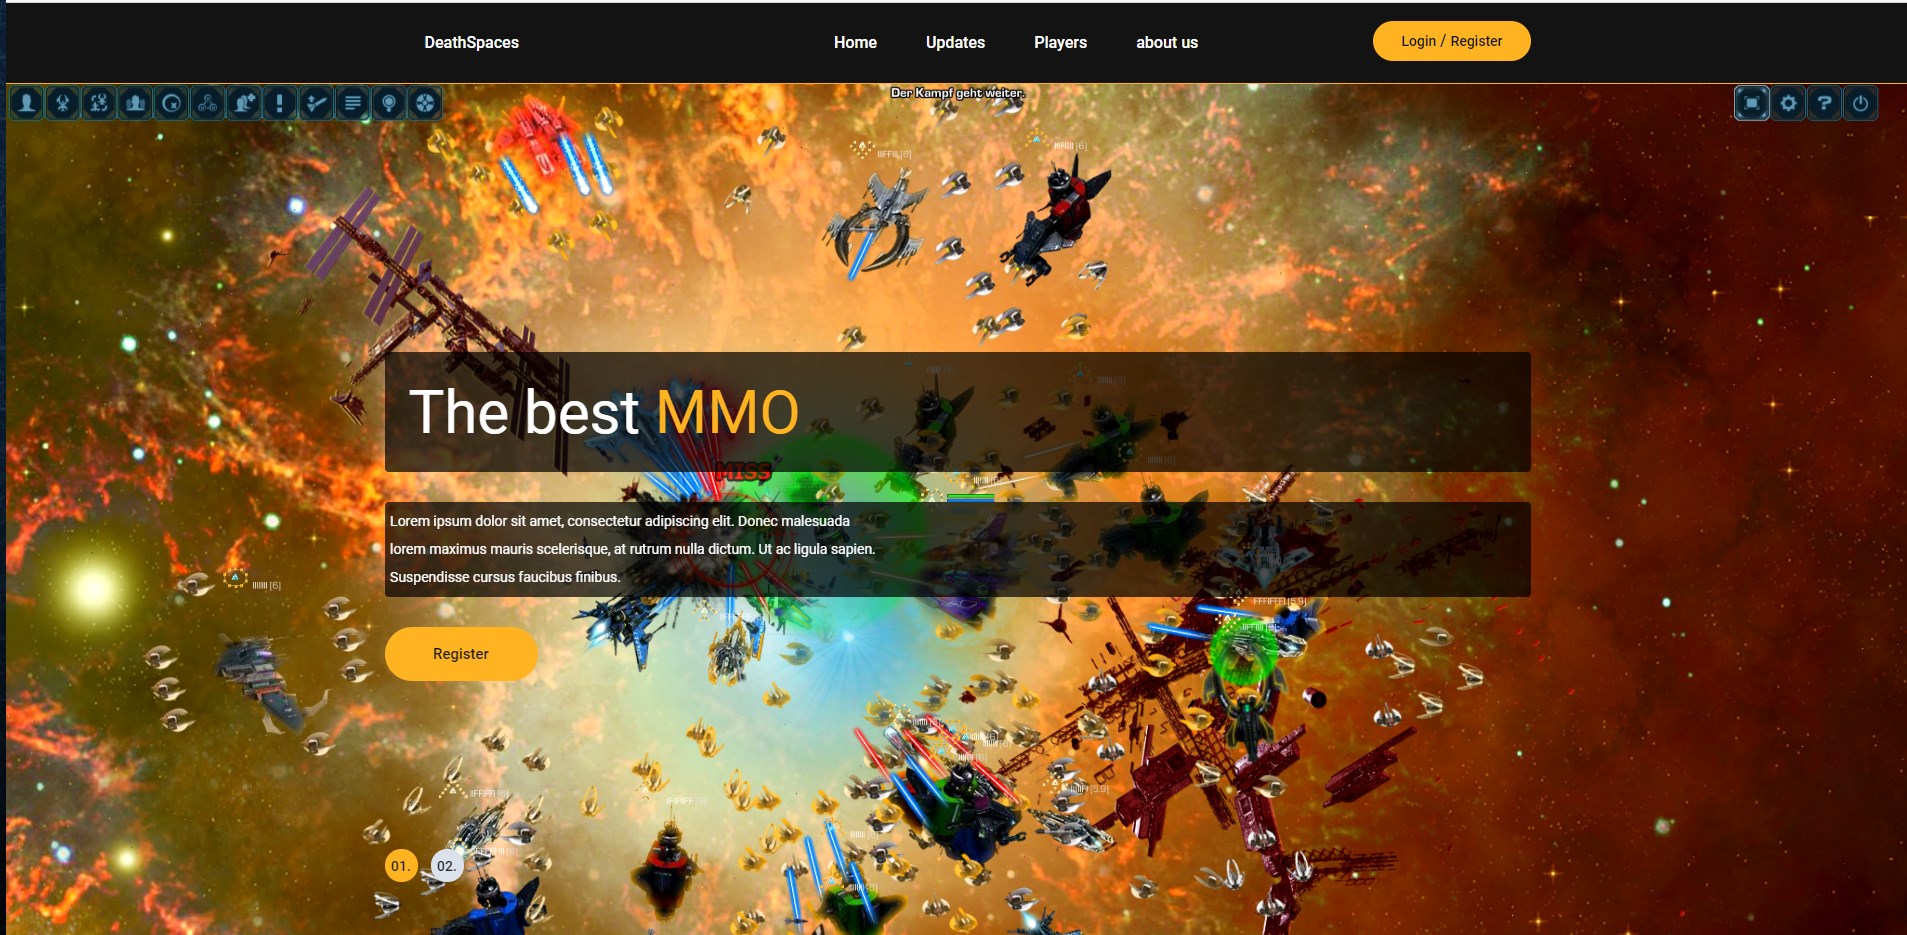 DeathSpaces
Home
Updates
Players
about us
Login / Register
Der Kampf geht weiter.
The best MMO
MISS
Lorem ipsum dolor sit amet, consectetur adipiscing elit. Donec malesuada
lorem maximus mauris scelerisque, at rutrum nulla dictum. Ut ac ligula sapien.
Suspendisse cursus faucibus finibus.
Register
01.
02.